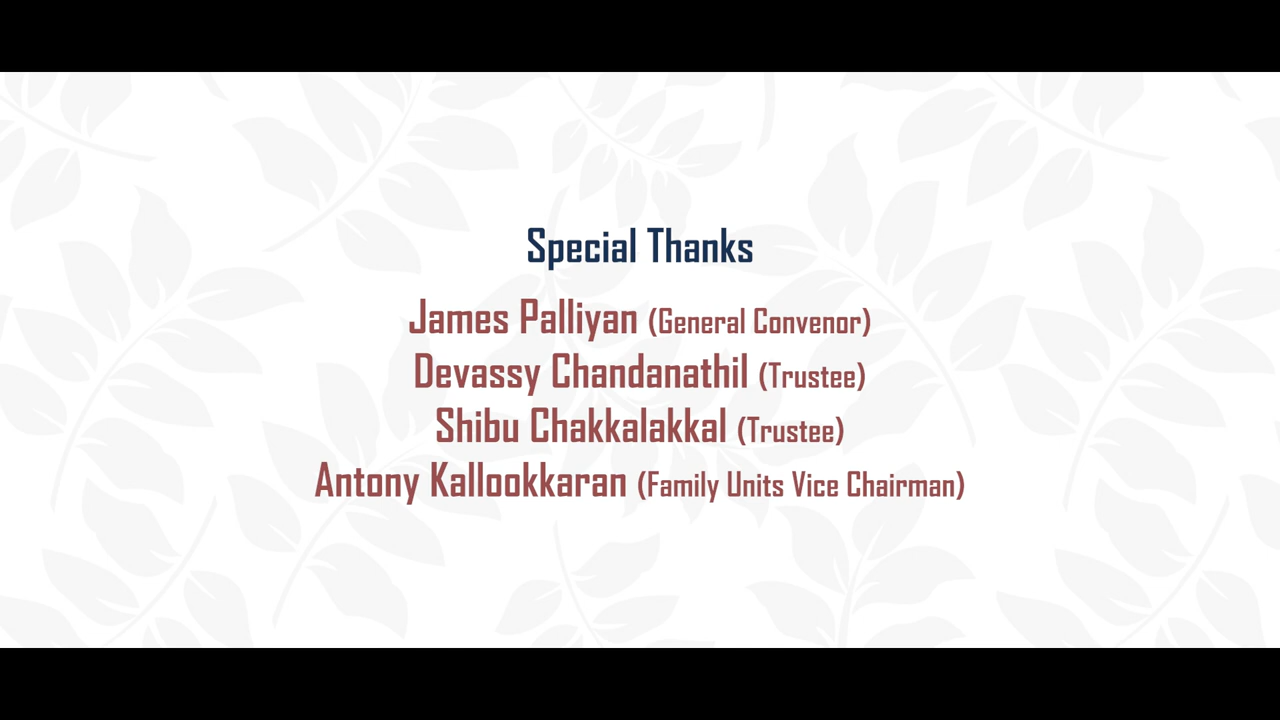 Special Thanks
James Palliyan (General Convenor)
Devassy Chandanathil (Trustee)
Shibu Chakkalakkal (Trustee)
Antony Kallookkaran (Family Units Vice Chairman)